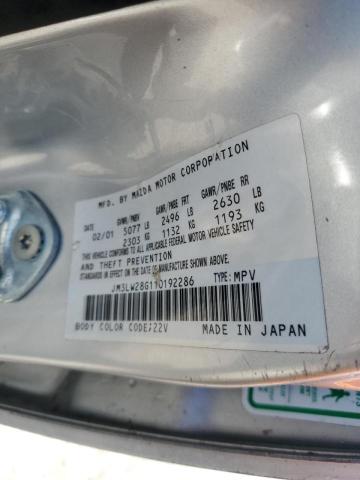 MFD. BY MAZDA MOTOR CORPORATION
DATE GAWR/PNBV GAWR/PNBE FRT GAWR/PNBE RR
02/01 5077 LB 2496 LB 2630 LB
2303 KG 1132 KG 1193 KG
THIS VEHICLE CONFORMS TO ALL APPLICABLE FEDERAL MOTOR VEHICLE SAFETY
AND THEFT PREVENTION
STANDARDS IN EFFECT ON THE DATE OF MANUFACTURE SHOWN ABOVE.
JM3LW28G110192286 TYPE: MPV
BODY COLOR CODE:22V MADE IN JAPAN